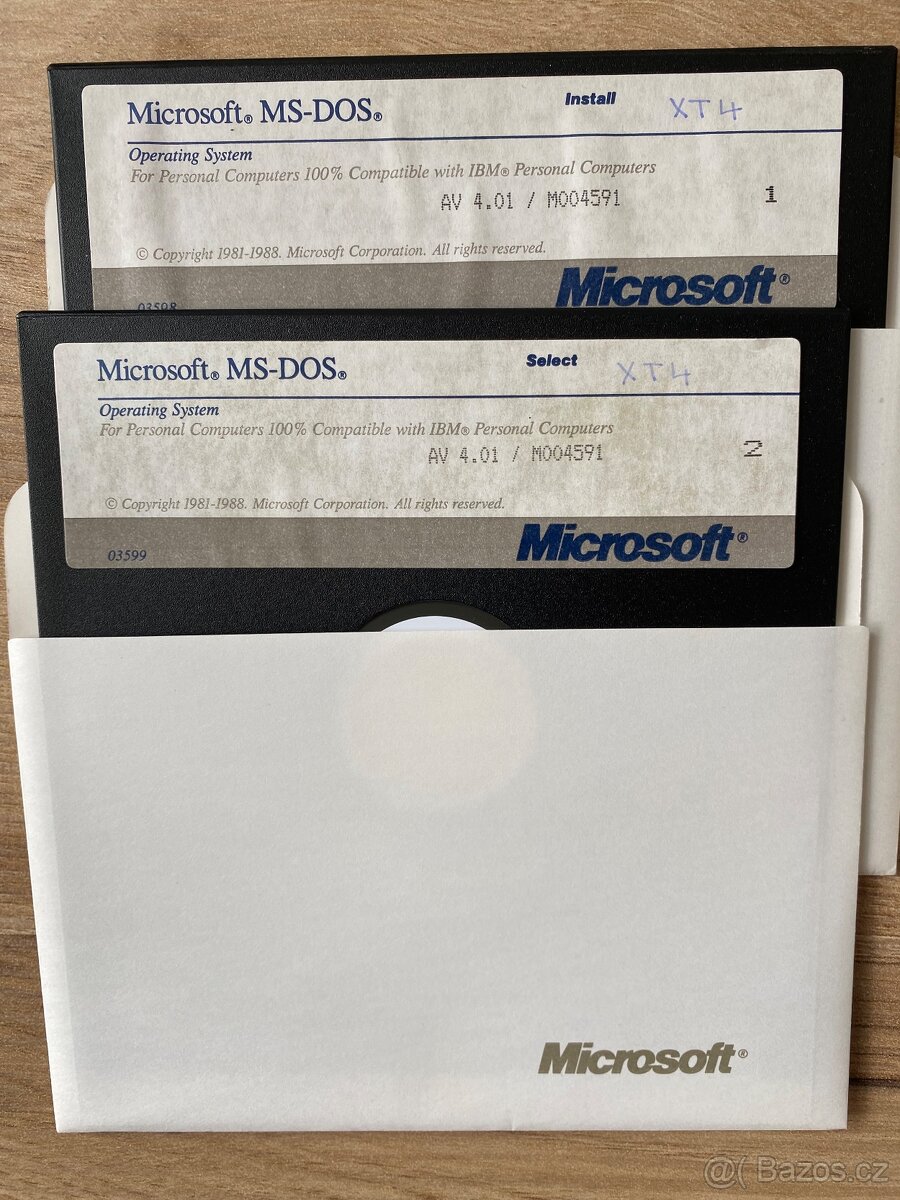 Microsoft® MS-DOS® Install XT4
Operating System
For Personal Computers 100% Compatible with IBM® Personal Computers
AV 4.01 / M004591 1
© Copyright 1981-1988. Microsoft Corporation. All rights reserved.
Microsoft®
03598
Microsoft® MS-DOS® Select XT4
Operating System
For Personal Computers 100% Compatible with IBM® Personal Computers
AV 4.01 / M004591 2
© Copyright 1981-1988. Microsoft Corporation. All rights reserved.
Microsoft®
03599
Microsoft®
@( Bazos.cz